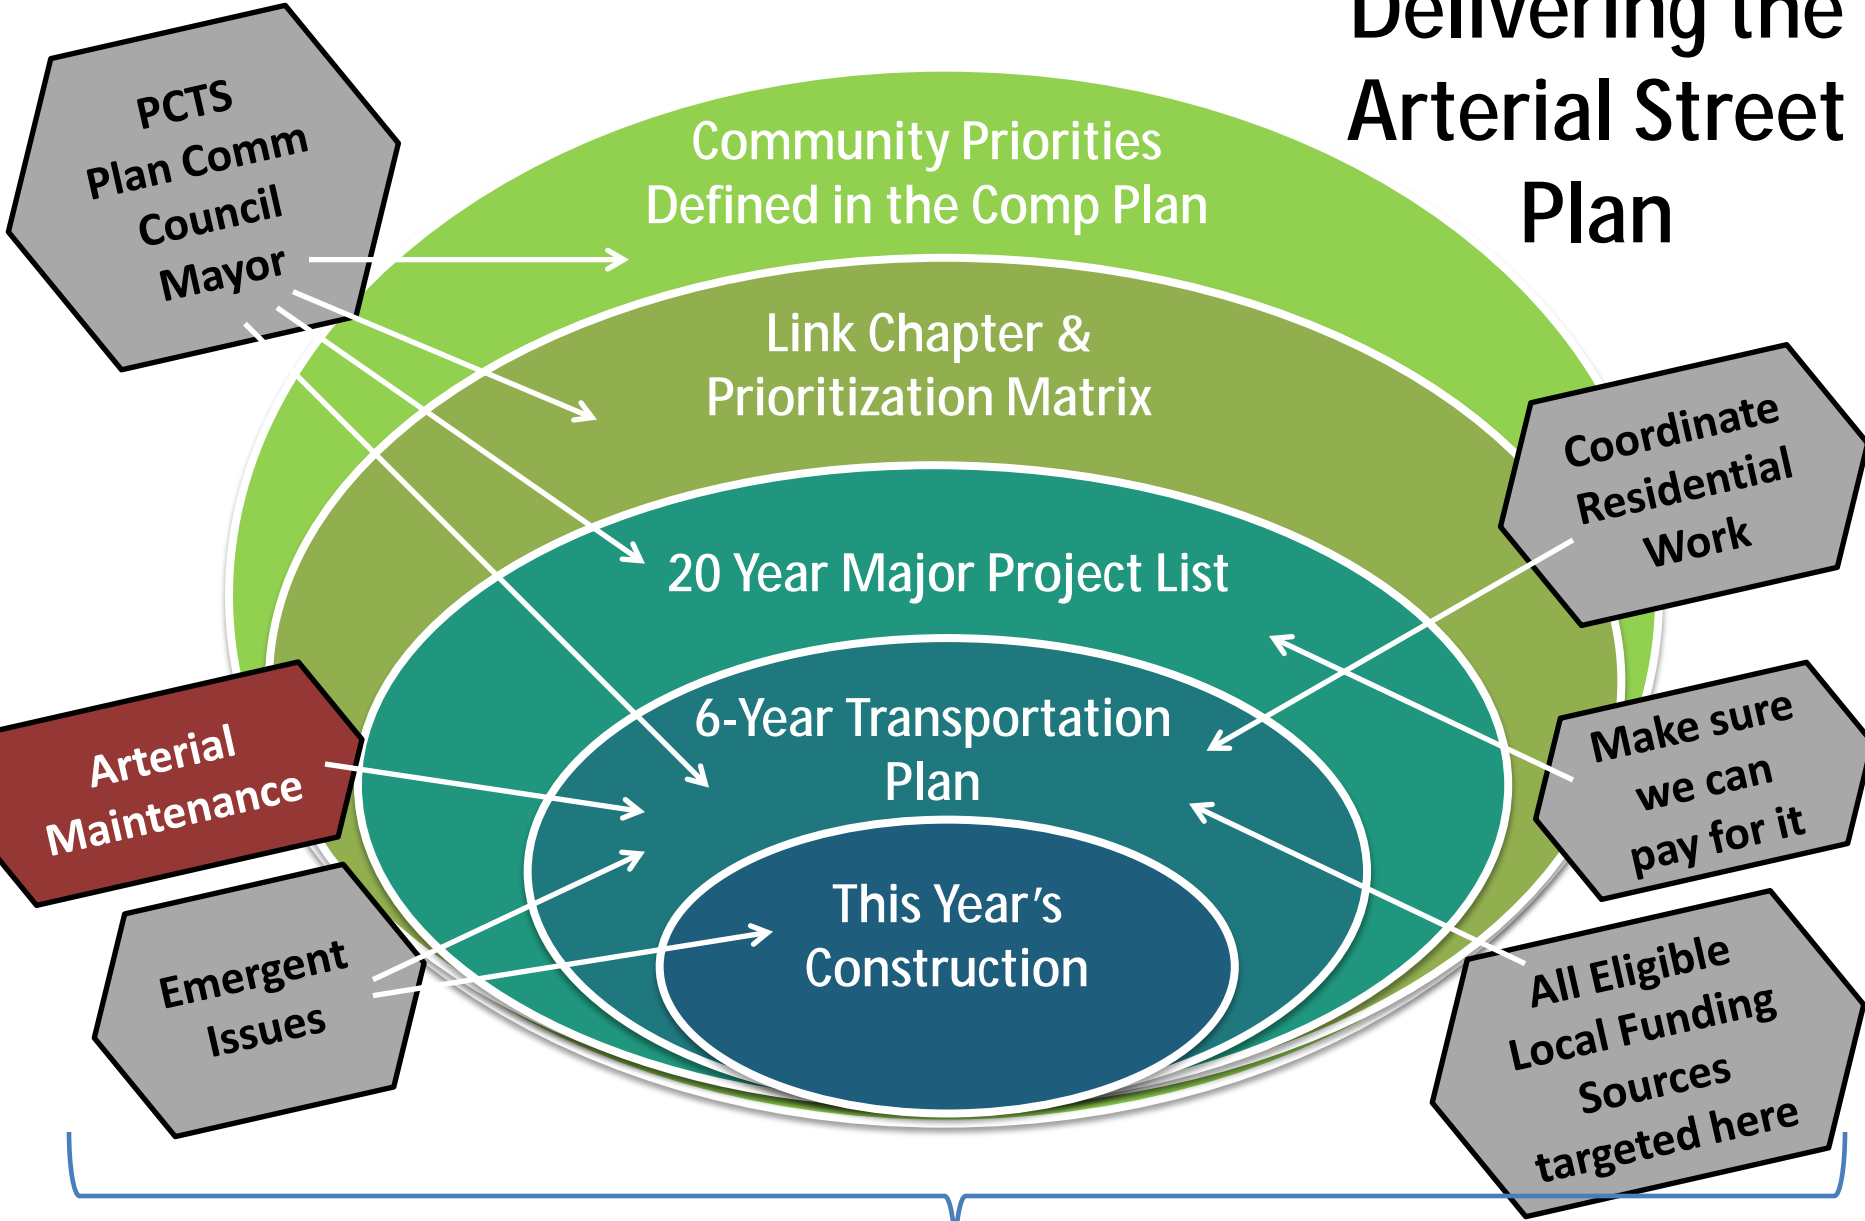 Delivering the
Arterial Street
Plan
PCTS
Plan Comm
Council
Mayor
Community Priorities
Defined in the Comp Plan
Link Chapter &
Prioritization Matrix
20 Year Major Project List
6-Year Transportation
Plan
This Year's
Construction
Coordinate
Residential
Work
Make sure
we can
pay for it
All Eligible
Local Funding
Sources
targeted here
Arterial
Maintenance
Emergent
Issues